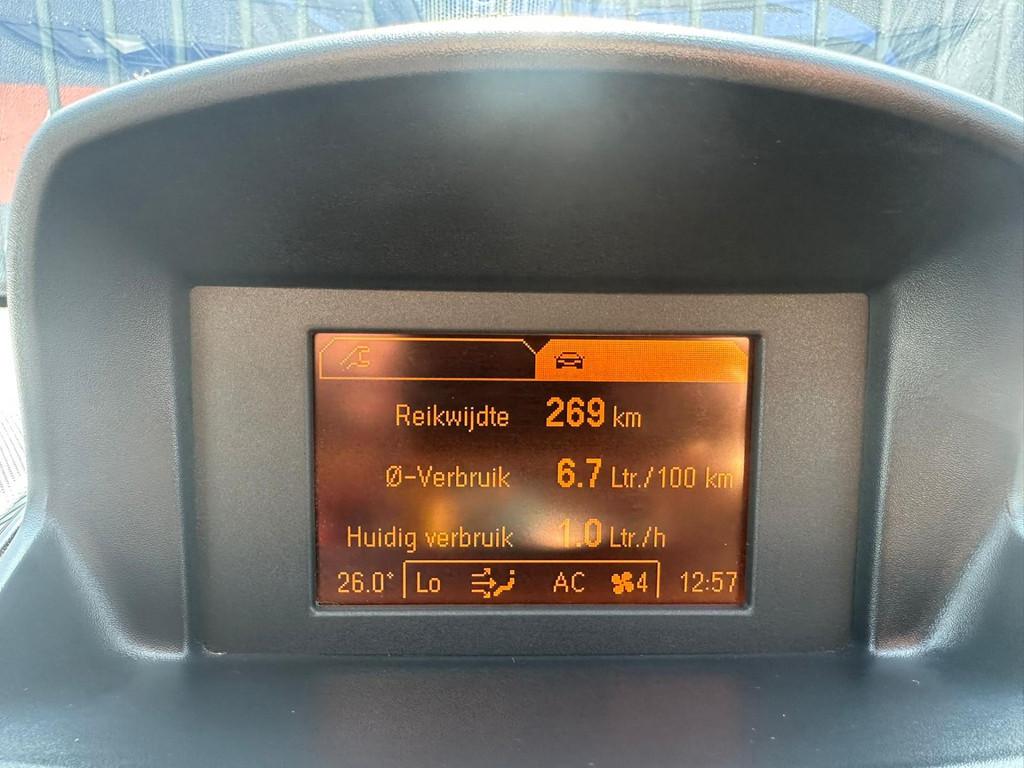 Reikwijdte 269 km
Ø-Verbruik 6.7 Ltr./100 km
Huidig verbruik 1.0 Ltr./h
26.0° Lo AC 4 12:57